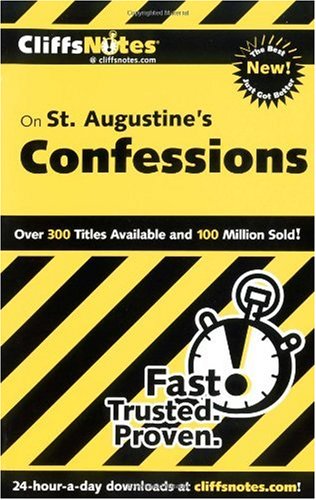 CliffsNotes®
@ cliffsnotes.com
The Best
New!
Just Got Better
On St. Augustine's
Confessions
Over 300 Titles Available and 100 Million Sold!
Fast.
Trusted.
Proven.
24-hour-a-day downloads at cliffsnotes.com!